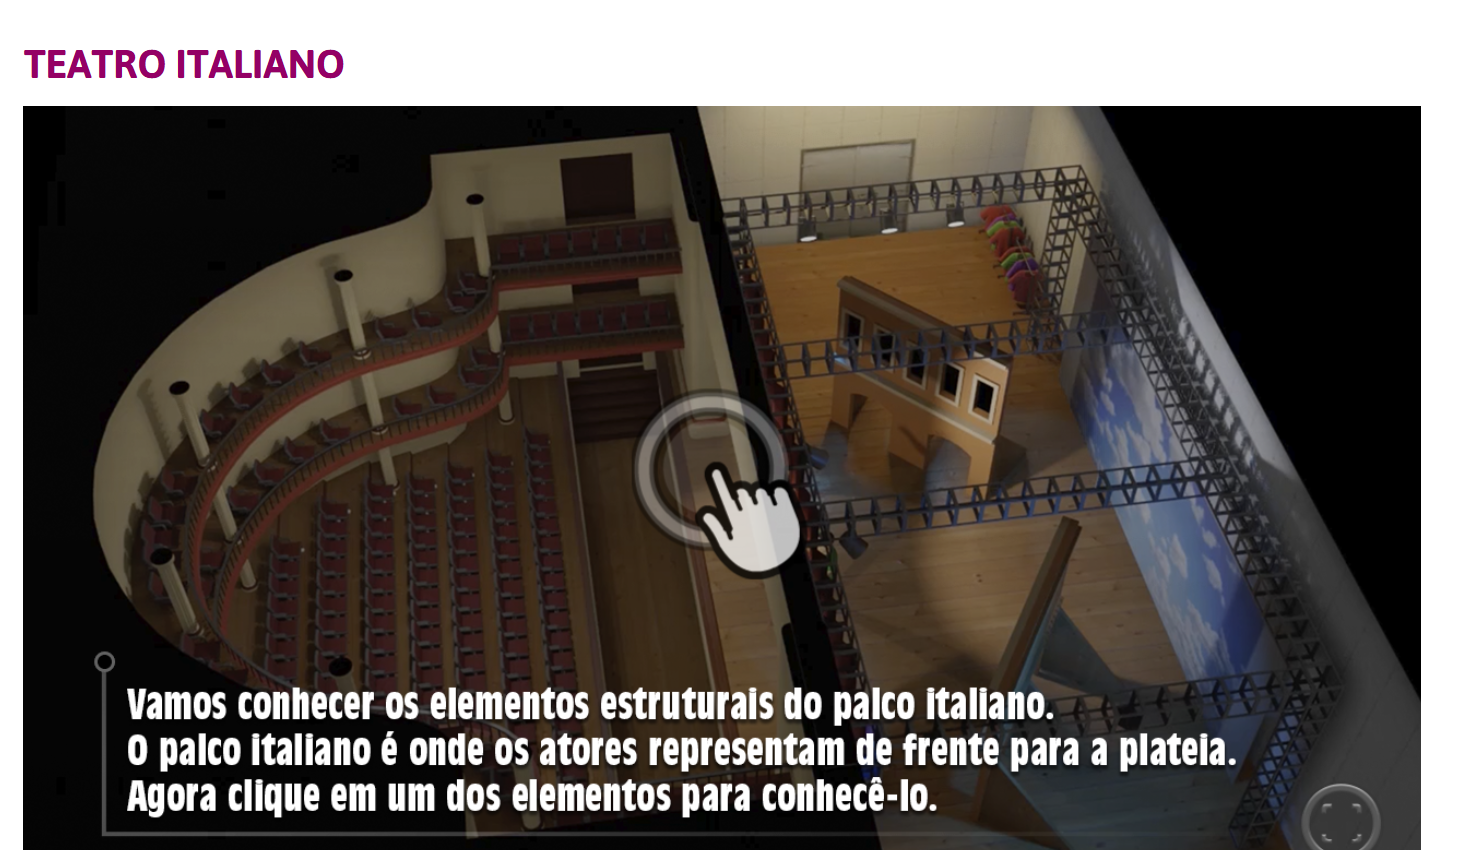 TEATRO ITALIANO
Vamos conhecer os elementos estruturais do palco italiano.
O palco italiano é onde os atores representam de frente para a plateia.
Agora clique em um dos elementos para conhecê-lo.